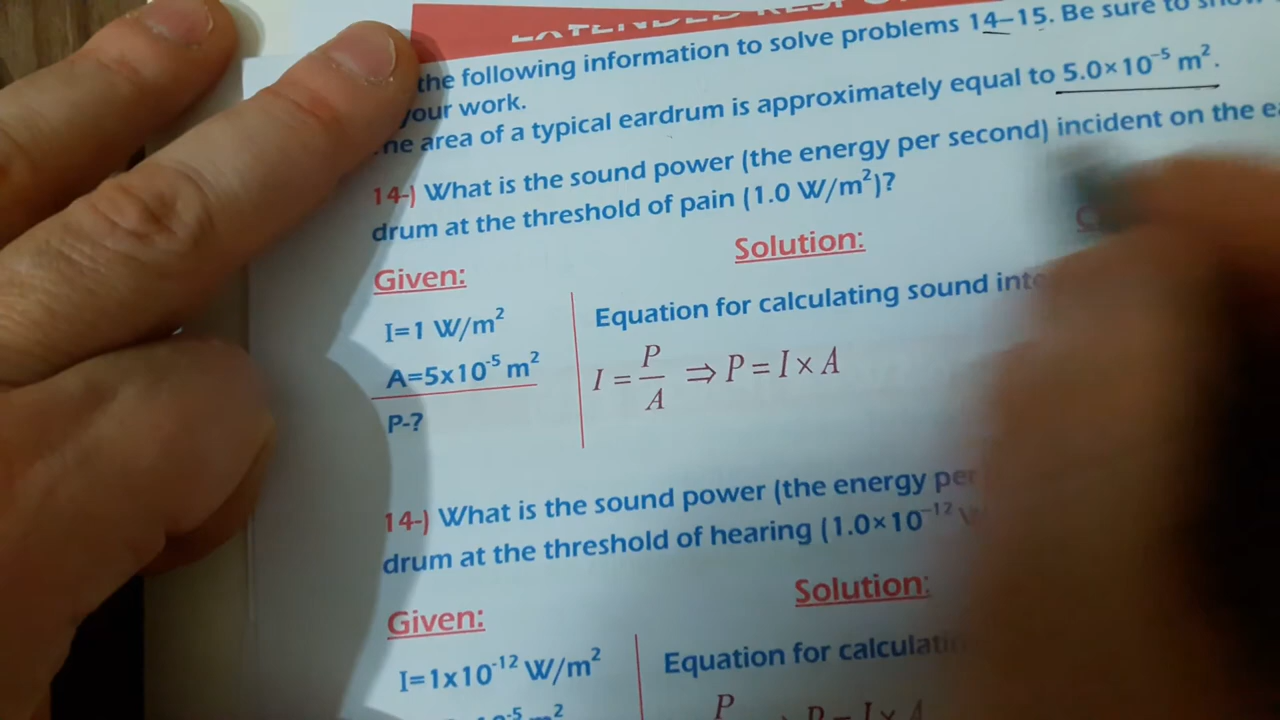 the following information to solve problems 14–15. Be sure to show
your work.
he area of a typical eardrum is approximately equal to 5.0×10⁻⁵ m².
14-) What is the sound power (the energy per second) incident on the
drum at the threshold of pain (1.0 W/m²)?
Solution:
Given:
I=1 W/m²
A=5x10⁻⁵ m²
P-?
Equation for calculating sound
I = P/A ⇒ P = I × A
14-) What is the sound power (the energy per
drum at the threshold of hearing (1.0×10⁻¹²
Solution:
Given:
I=1x10⁻¹² W/m²
Equation for
P